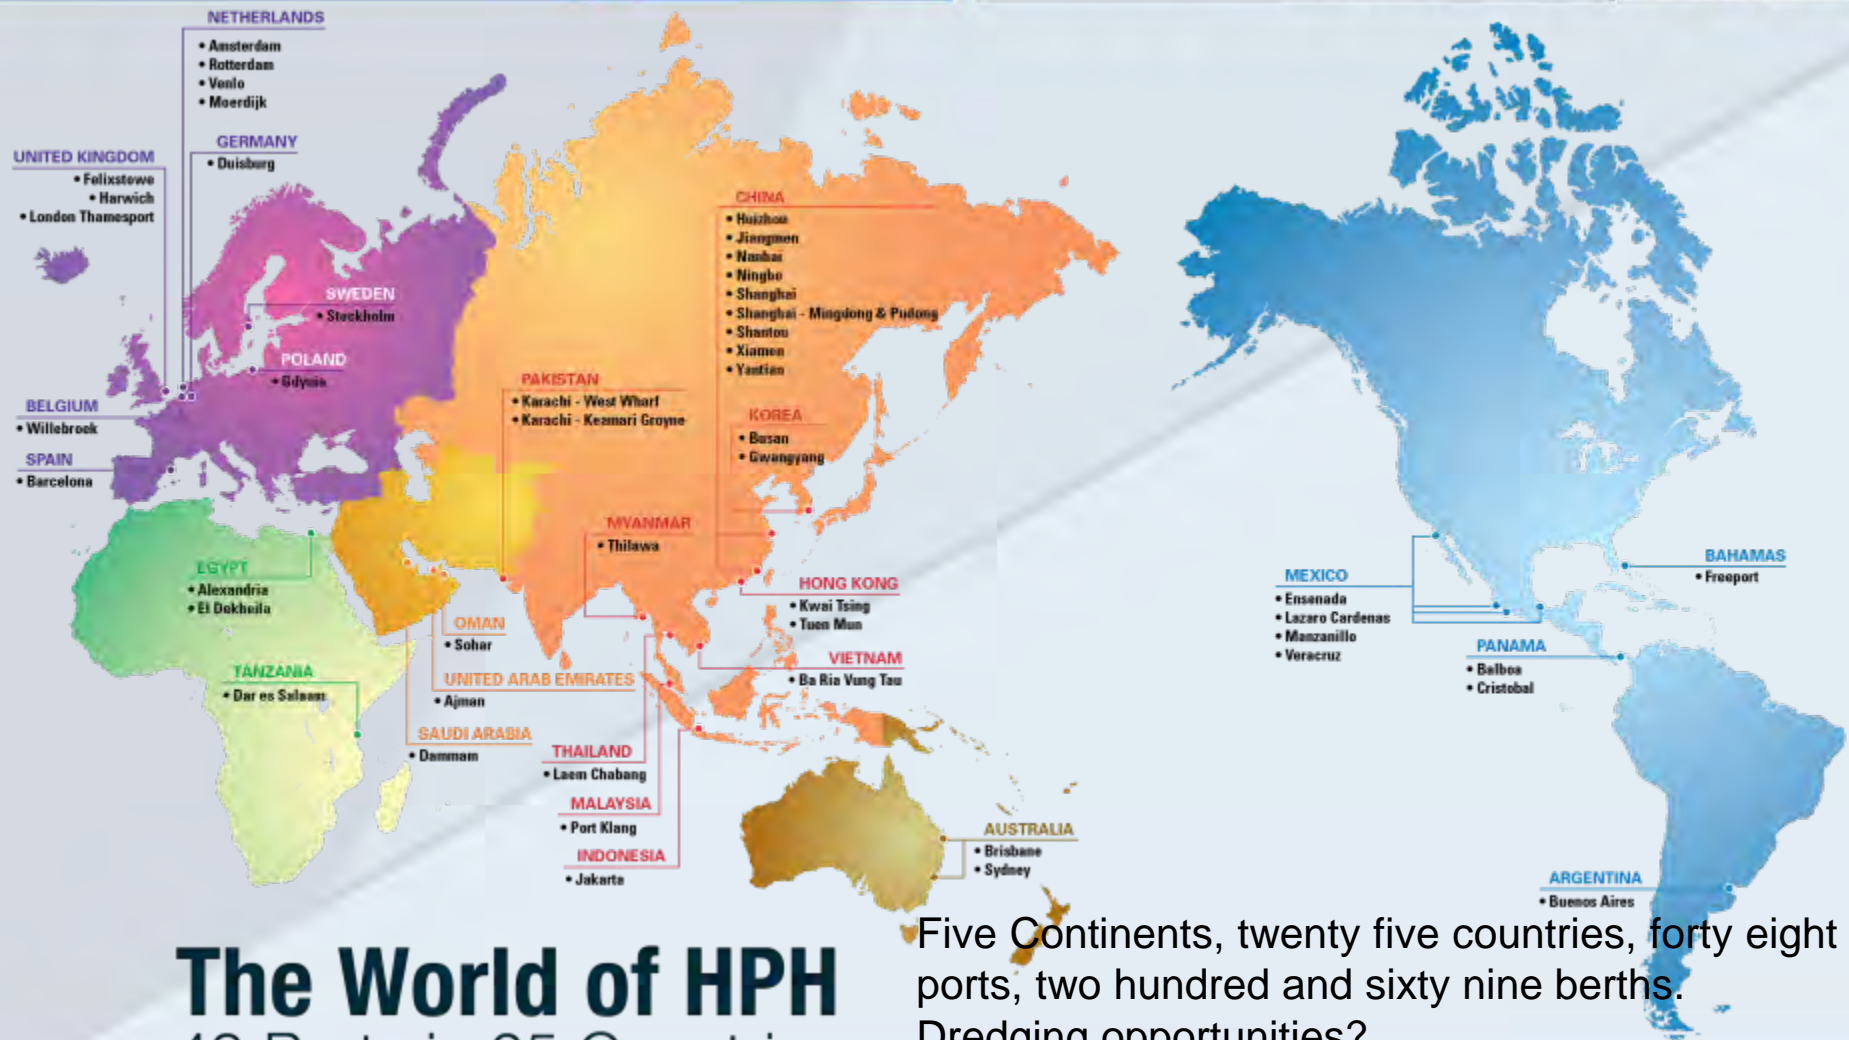 NETHERLANDS
• Amsterdam
• Rotterdam
• Venlo
• Moerdijk
GERMANY
• Duisburg
UNITED KINGDOM
• Felixstowe
• Harwich
• London Thamesport
SWEDEN
• Stockholm
POLAND
• Gdynia
BELGIUM
• Willebroek
SPAIN
• Barcelona
CHINA
• Huizhou
• Jiangmen
• Nanhai
• Ningbo
• Shanghai
• Shanghai - Mingdong & Pudong
• Shantou
• Xiamen
• Yantian
PAKISTAN
• Karachi - West Wharf
• Karachi - Keamari Groyne
KOREA
• Busan
• Gwangyang
MYANMAR
• Thilawa
HONG KONG
• Kwai Tsing
• Tuen Mun
VIETNAM
• Ba Ria Vung Tau
EGYPT
• Alexandria
• El Dekheila
TANZANIA
• Dar es Salaam
OMAN
• Sohar
UNITED ARAB EMIRATES
• Ajman
SAUDI ARABIA
• Dammam
THAILAND
• Laem Chabang
MALAYSIA
• Port Klang
INDONESIA
• Jakarta
AUSTRALIA
• Brisbane
• Sydney
MEXICO
• Ensenada
• Lazaro Cardenas
• Manzanillo
• Veracruz
BAHAMAS
• Freeport
PANAMA
• Balboa
• Cristobal
ARGENTINA
• Buenos Aires
The World of HPH
Ports in 25
Five Continents, twenty five countries, forty eight
ports, two hundred and sixty nine berths.
Dredging opportunities?